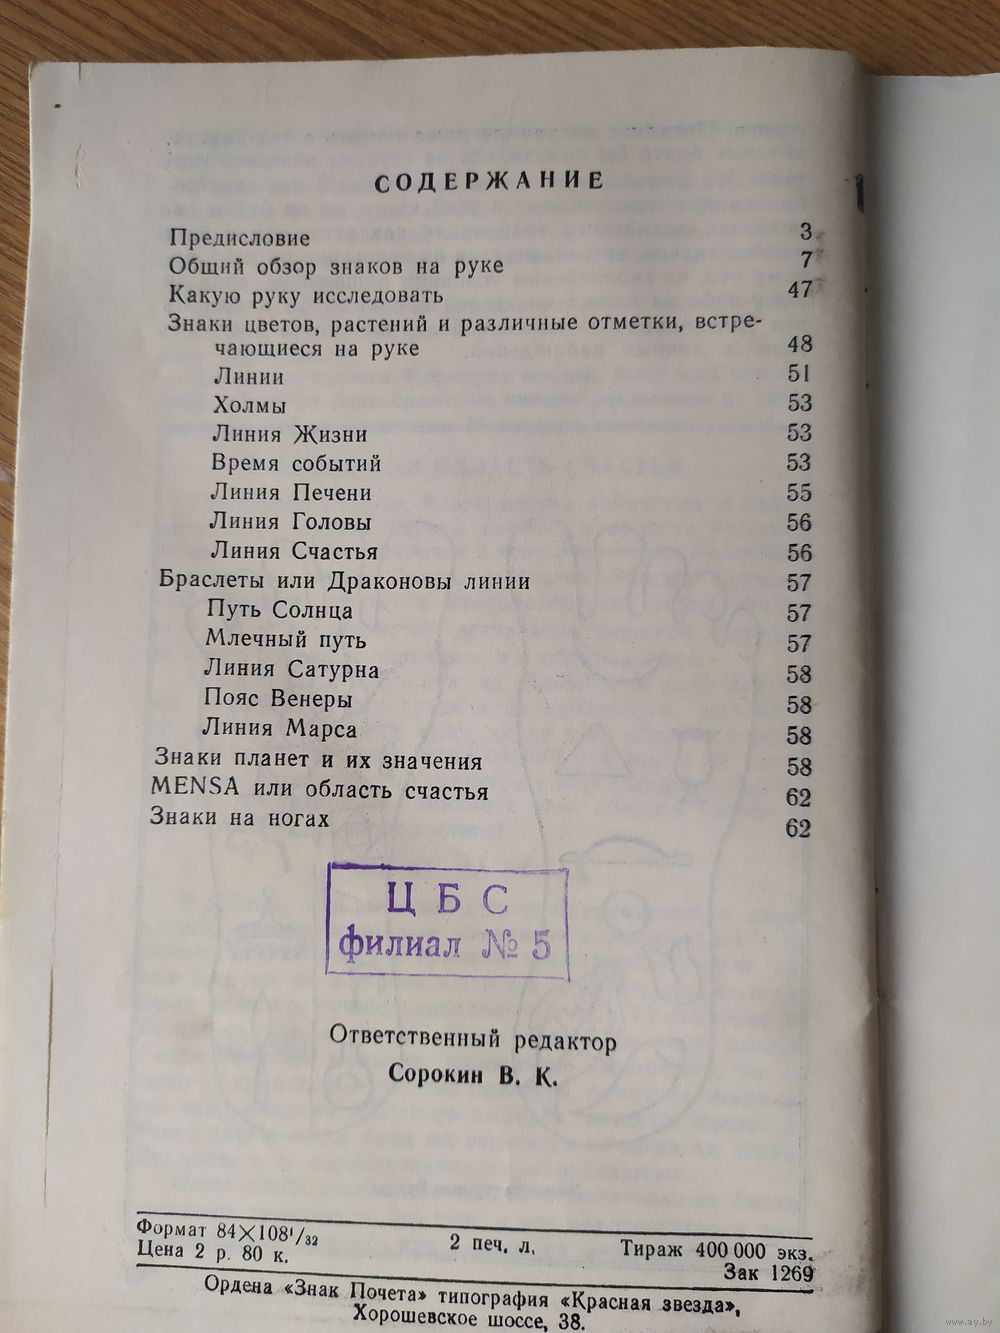 СОДЕРЖАНИЕ
Предисловие 3
Общий обзор знаков на руке 7
Какую руку исследовать 47
Знаки цветов, растений и различные отметки, встре-
чающиеся на руке 48
Линии 51
Холмы 53
Линия Жизни 53
Время событий 53
Линия Печени 55
Линия Головы 56
Линия Счастья 56
Браслеты или Драконовы линии 57
Путь Солнца 57
Млечный путь 57
Линия Сатурна 58
Пояс Венеры 58
Линия Марса 58
Знаки планет и их значения 58
MENSA или область счастья 62
Знаки на ногах 62
ЦБС
филиал № 5
Ответственный редактор
Сорокин В. К.
Формат 84×108¹/₃₂ 2 печ. л. Тираж 400 000 экз.
Цена 2 р. 80 к. Зак 1269
Ордена «Знак Почета» типография «Красная звезда»,
Хорошевское шоссе, 38.
www.ay.by